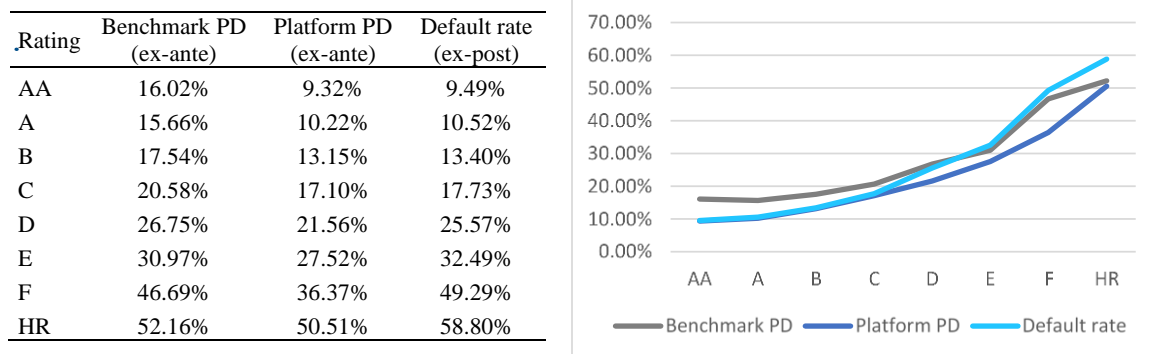 Rating Benchmark PD (ex-ante) Platform PD (ex-ante) Default rate (ex-post)
AA 16.02% 9.32% 9.49%
A 15.66% 10.22% 10.52%
B 17.54% 13.15% 13.40%
C 20.58% 17.10% 17.73%
D 26.75% 21.56% 25.57%
E 30.97% 27.52% 32.49%
F 46.69% 36.37% 49.29%
HR 52.16% 50.51% 58.80%
70.00%
60.00%
50.00%
40.00%
30.00%
20.00%
10.00%
0.00%
AA A B C D E F HR
Benchmark PD Platform PD Default rate